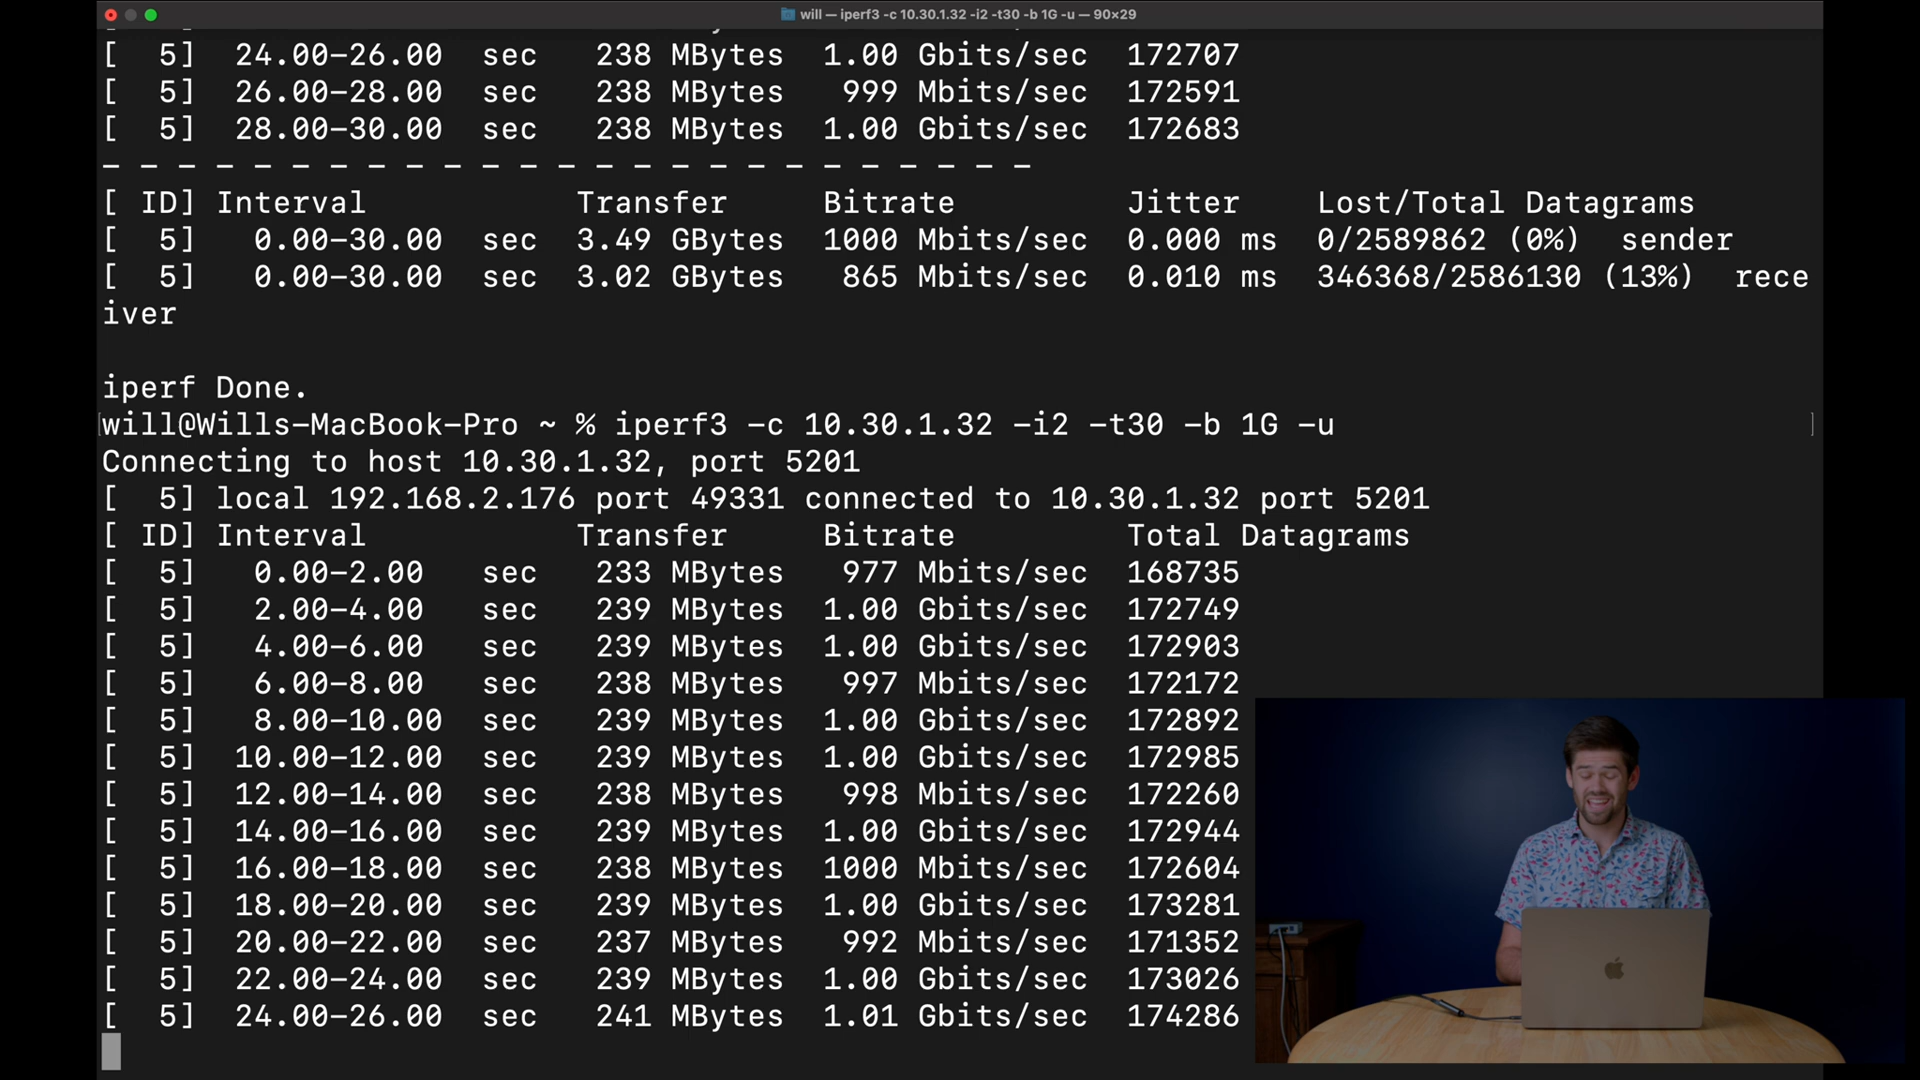 will — iperf3 -c 10.30.1.32 -i2 -t30 -b 1G -u — 90×29
[  5]  24.00-26.00  sec   238 MBytes  1.00 Gbits/sec  172707
[  5]  26.00-28.00  sec   238 MBytes   999 Mbits/sec  172591
[  5]  28.00-30.00  sec   238 MBytes  1.00 Gbits/sec  172683
- - - - - - - - - - - - - - - - - - - - - - - - -
[ ID] Interval           Transfer     Bitrate         Jitter    Lost/Total Datagrams
[  5]   0.00-30.00  sec  3.49 GBytes  1000 Mbits/sec  0.000 ms  0/2589862 (0%)  sender
[  5]   0.00-30.00  sec  3.02 GBytes   865 Mbits/sec  0.010 ms  346368/2586130 (13%)  rece
iver
iperf Done.
will@Wills-MacBook-Pro ~ % iperf3 -c 10.30.1.32 -i2 -t30 -b 1G -u
Connecting to host 10.30.1.32, port 5201
[  5] local 192.168.2.176 port 49331 connected to 10.30.1.32 port 5201
[ ID] Interval           Transfer     Bitrate         Total Datagrams
[  5]   0.00-2.00   sec   233 MBytes   977 Mbits/sec  168735
[  5]   2.00-4.00   sec   239 MBytes  1.00 Gbits/sec  172749
[  5]   4.00-6.00   sec   239 MBytes  1.00 Gbits/sec  172903
[  5]   6.00-8.00   sec   238 MBytes   997 Mbits/sec  172172
[  5]   8.00-10.00  sec   239 MBytes  1.00 Gbits/sec  172892
[  5]  10.00-12.00  sec   239 MBytes  1.00 Gbits/sec  172985
[  5]  12.00-14.00  sec   238 MBytes   998 Mbits/sec  172260
[  5]  14.00-16.00  sec   239 MBytes  1.00 Gbits/sec  172944
[  5]  16.00-18.00  sec   238 MBytes  1000 Mbits/sec  172604
[  5]  18.00-20.00  sec   239 MBytes  1.00 Gbits/sec  173281
[  5]  20.00-22.00  sec   237 MBytes   992 Mbits/sec  171352
[  5]  22.00-24.00  sec   239 MBytes  1.00 Gbits/sec  173026
[  5]  24.00-26.00  sec   241 MBytes  1.01 Gbits/sec  174286